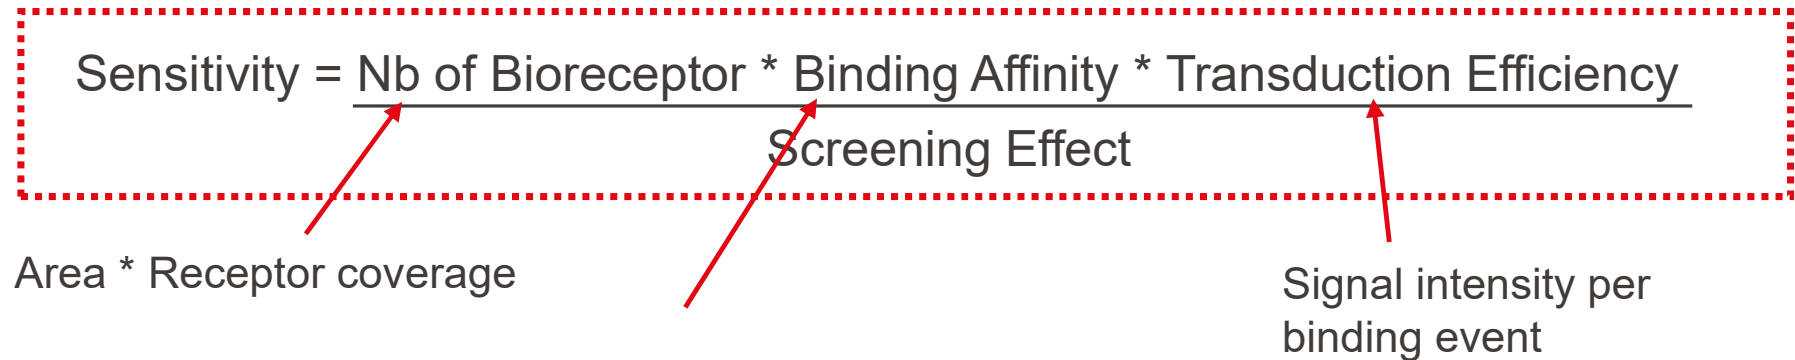 Sensitivity = Nb of Bioreceptor * Binding Affinity * Transduction Efficiency
Screening Effect
Area * Receptor coverage
Signal intensity per
binding event